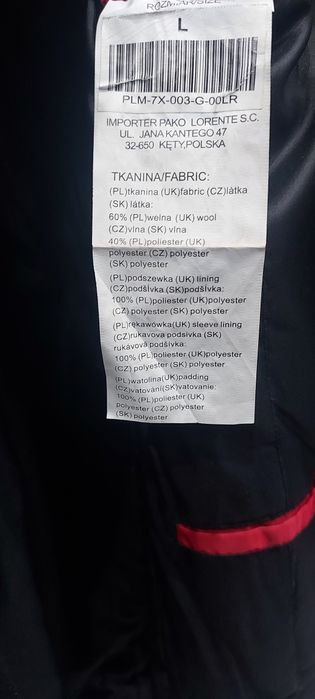 ROZMIAR/SIZE
L
PLM-7X-003-G-00LR
IMPORTER PAKO LORENTE S.C.
UL. JANA KANTEGO 47
32-650 KĘTY,POLSKA
TKANINA/FABRIC:
(PL)tkanina (UK)fabric (CZ)látka
(SK) látka:
60% (PL)wełna (UK) wool
(CZ)vlna (SK) vlna
40% (PL)poliester (UK)
polyester (CZ) polyester
(SK) polyester
(PL)podszewka (UK) lining
(CZ)podšívka (SK)podšívka:
100% (PL)poliester (UK)polyester
(CZ) polyester (SK) polyester
(PL)rękawówka(UK) sleeve lining
(CZ)rukavova podsivka (SK)
rukávová podšívka:
100% (PL)poliester (UK)polyester
(CZ) polyester (SK) polyester
(PL)watolina(UK)padding
(CZ)vatování(SK)vatovanie:
100% (PL)poliester (UK)
polyester (CZ) polyester
(SK) polyester